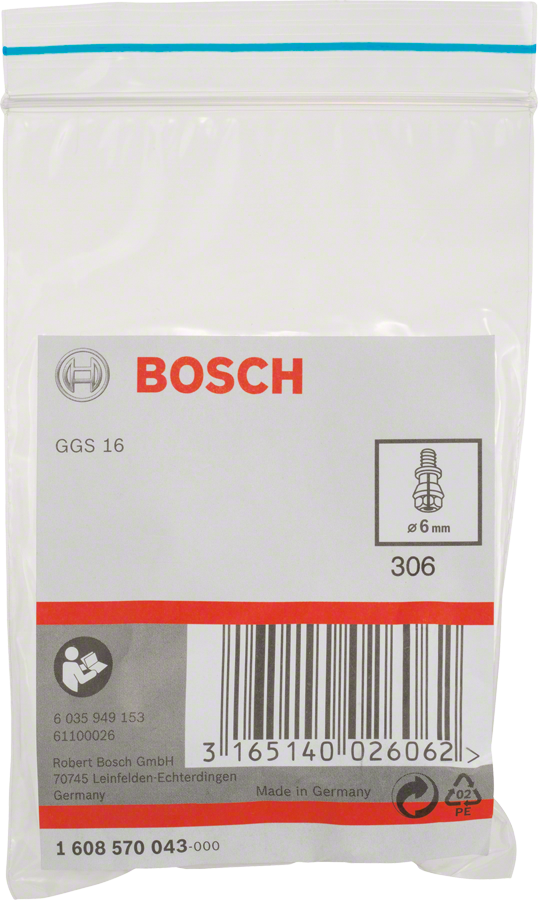 BOSCH
GGS 16
ø 6 mm
306
6 035 949 153
61100026
Robert Bosch GmbH
70745 Leinfelden-Echterdingen
Germany
3 165140 026062 >
Made in Germany
02
PE
1 608 570 043-000